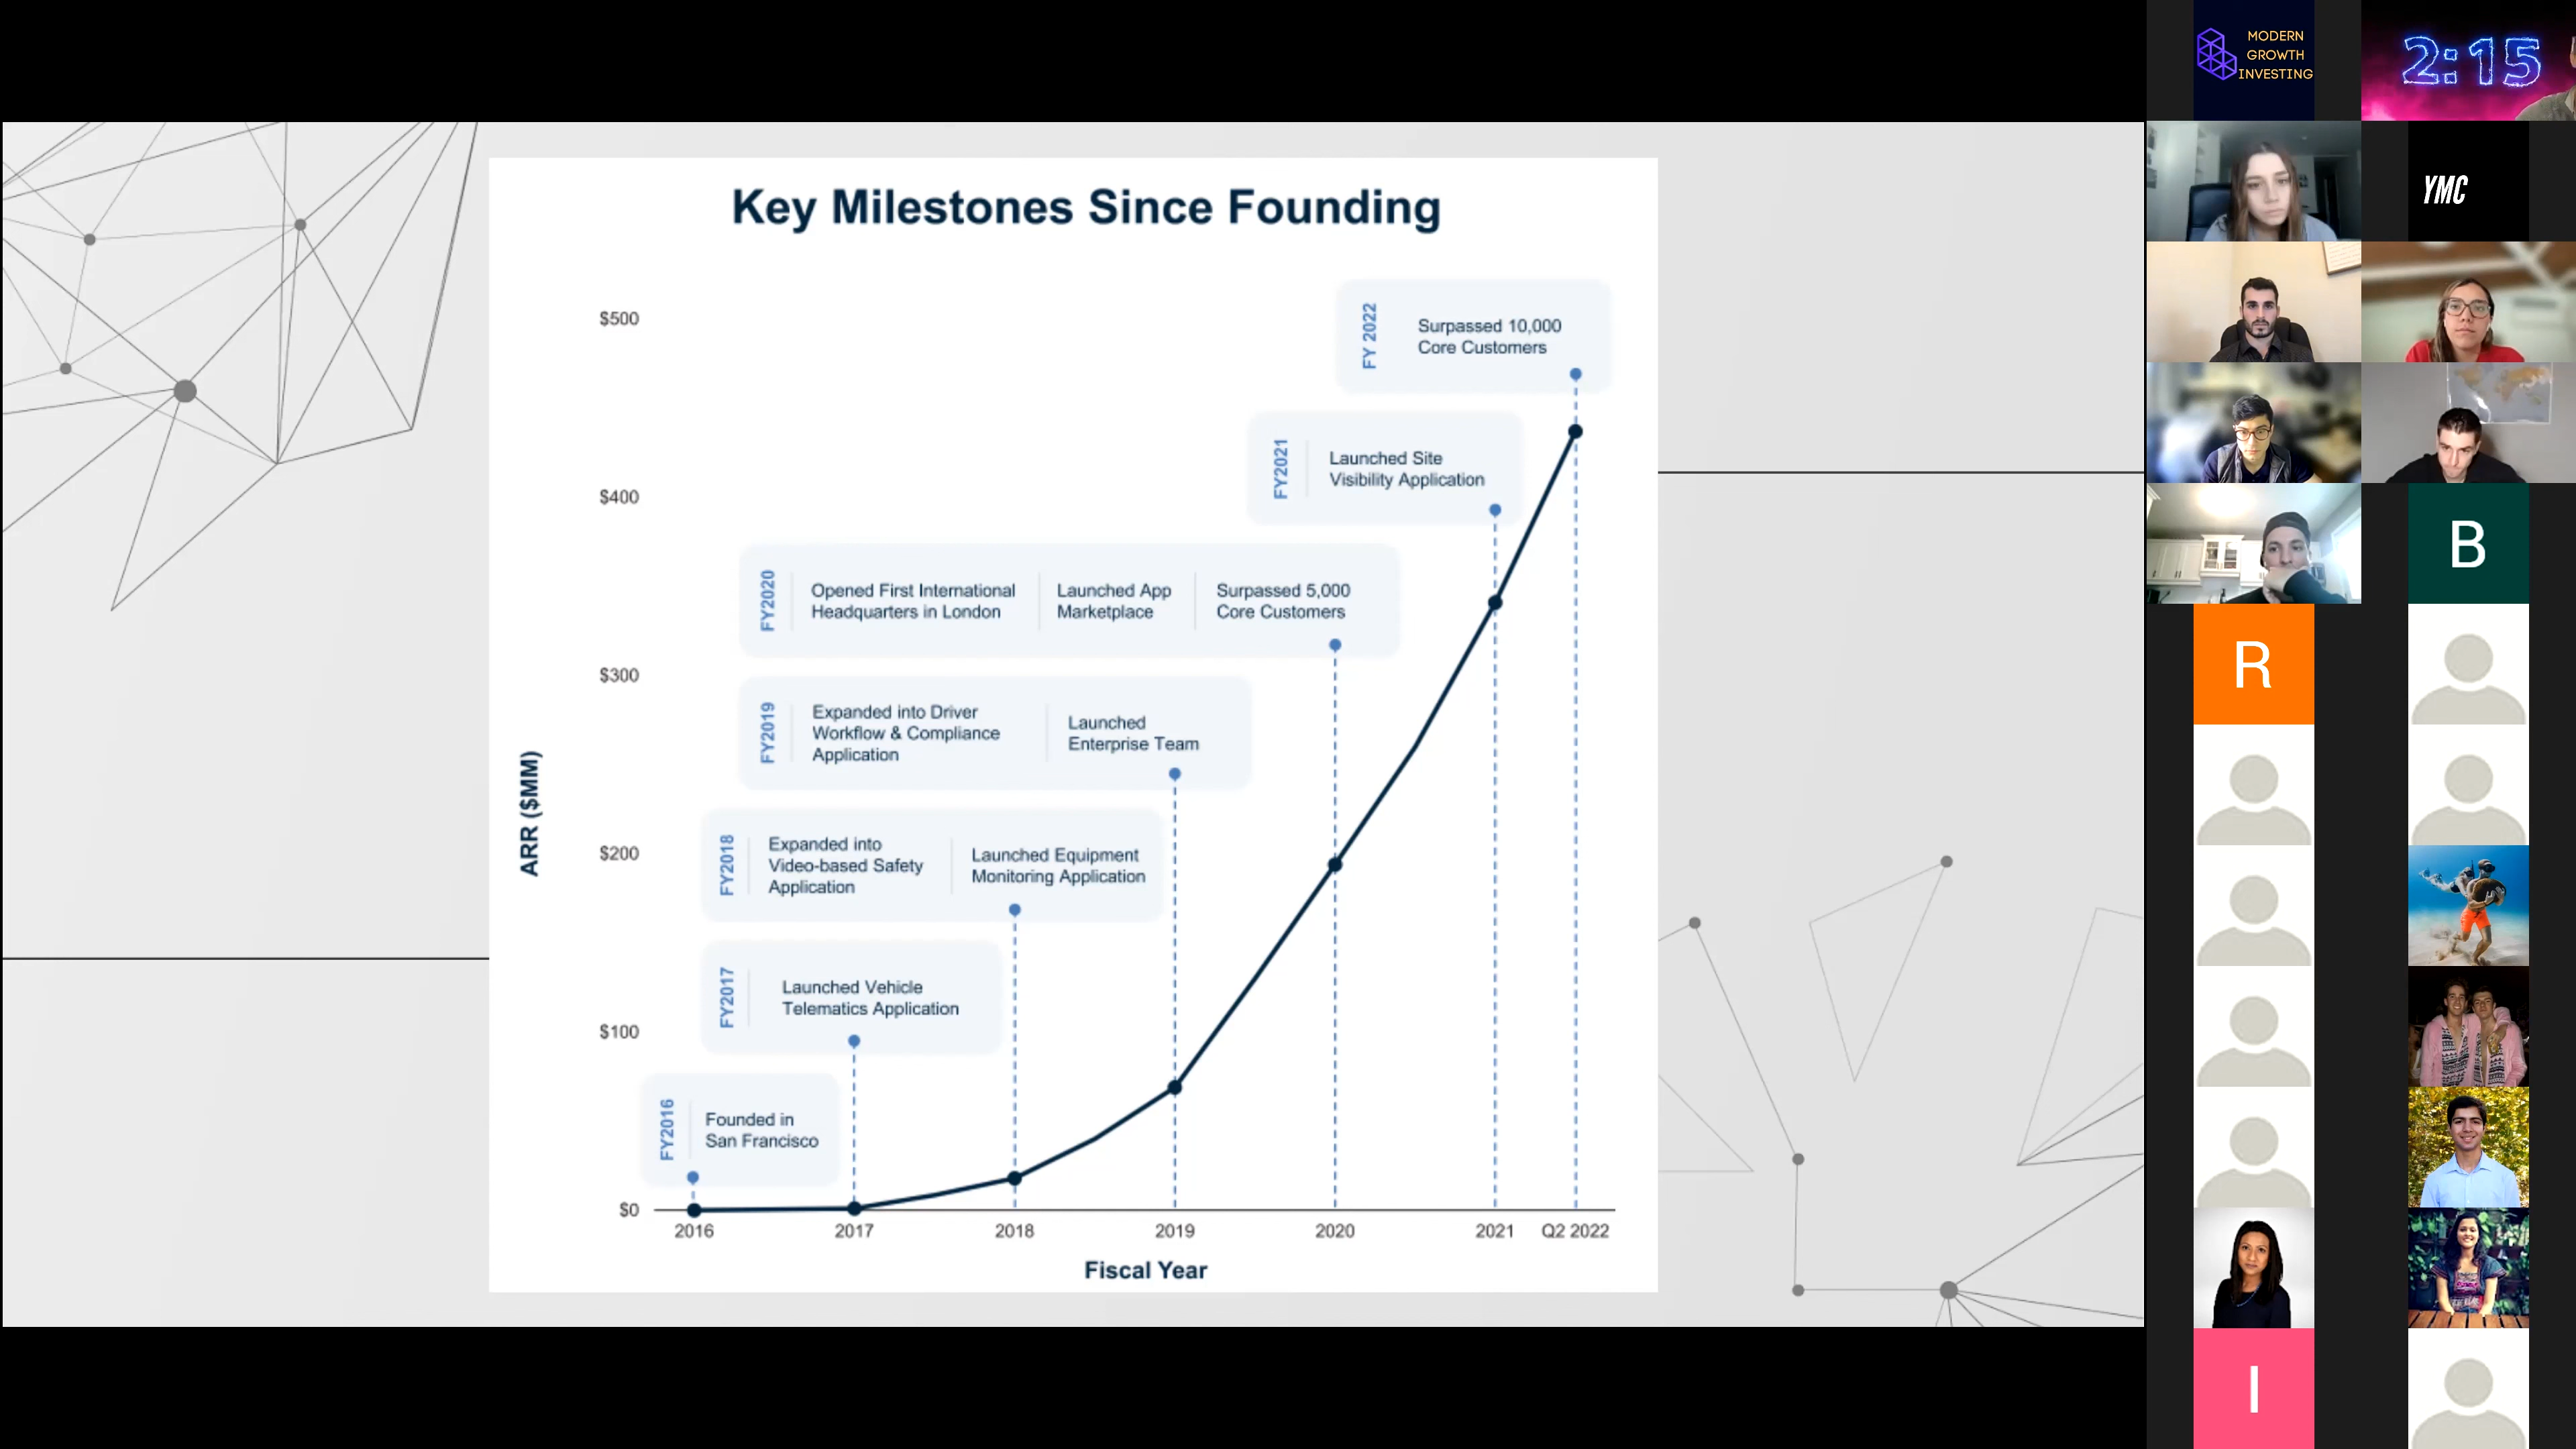 Key Milestones Since Founding
$500
$400
$300
$200
$100
$0
ARR ($MM)
FY 2022
Surpassed 10,000
Core Customers
FY2021
Launched Site
Visibility Application
FY2020
Opened First International
Headquarters in London
Launched App
Marketplace
Surpassed 5,000
Core Customers
FY2019
Expanded into Driver
Workflow & Compliance
Application
Launched
Enterprise Team
FY2018
Expanded into
Video-based Safety
Application
Launched Equipment
Monitoring Application
FY2017
Launched Vehicle
Telematics Application
FY2016
Founded in
San Francisco
2016 2017 2018 2019 2020 2021 Q2 2022
Fiscal Year
MODERN
GROWTH
INVESTING
2:15
YMC
B
R
I